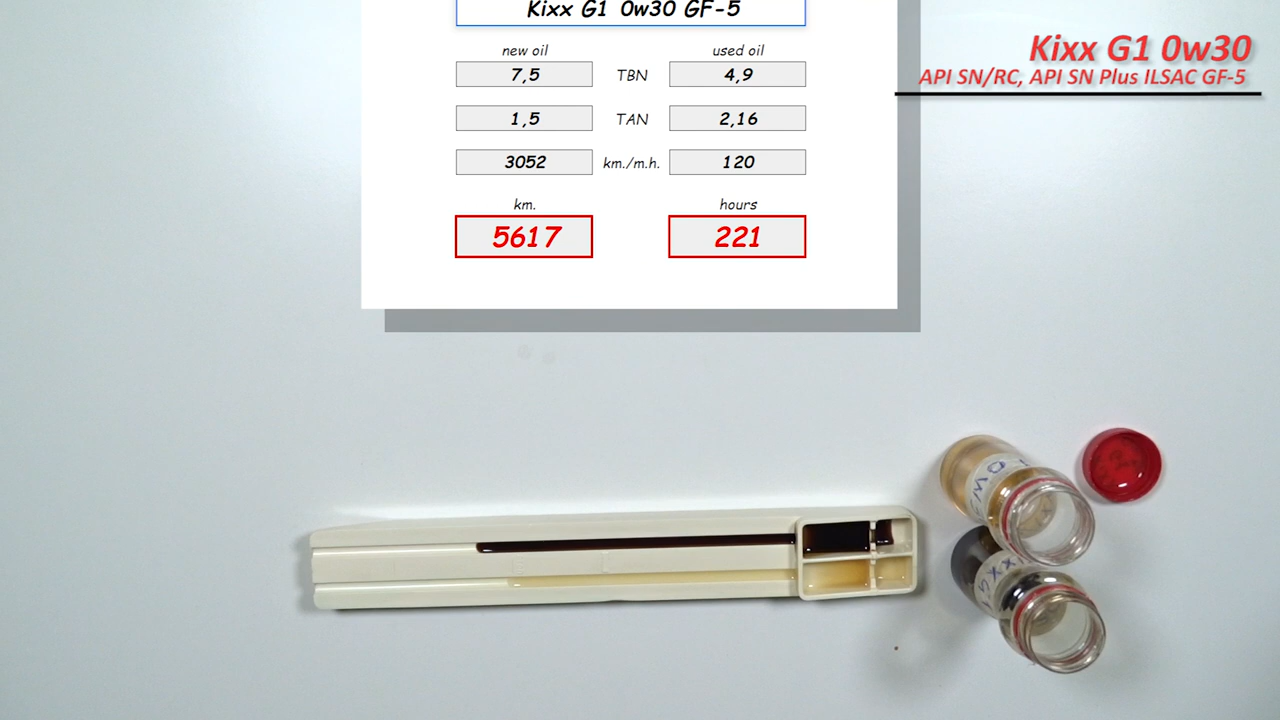 Kixx G1 0w30 GF-5
Kixx G1 0w30
API SN/RC, API SN Plus ILSAC GF-5
new oil used oil
7,5 TBN 4,9
1,5 TAN 2,16
3052 km./m.h. 120
km. hours
5617 221